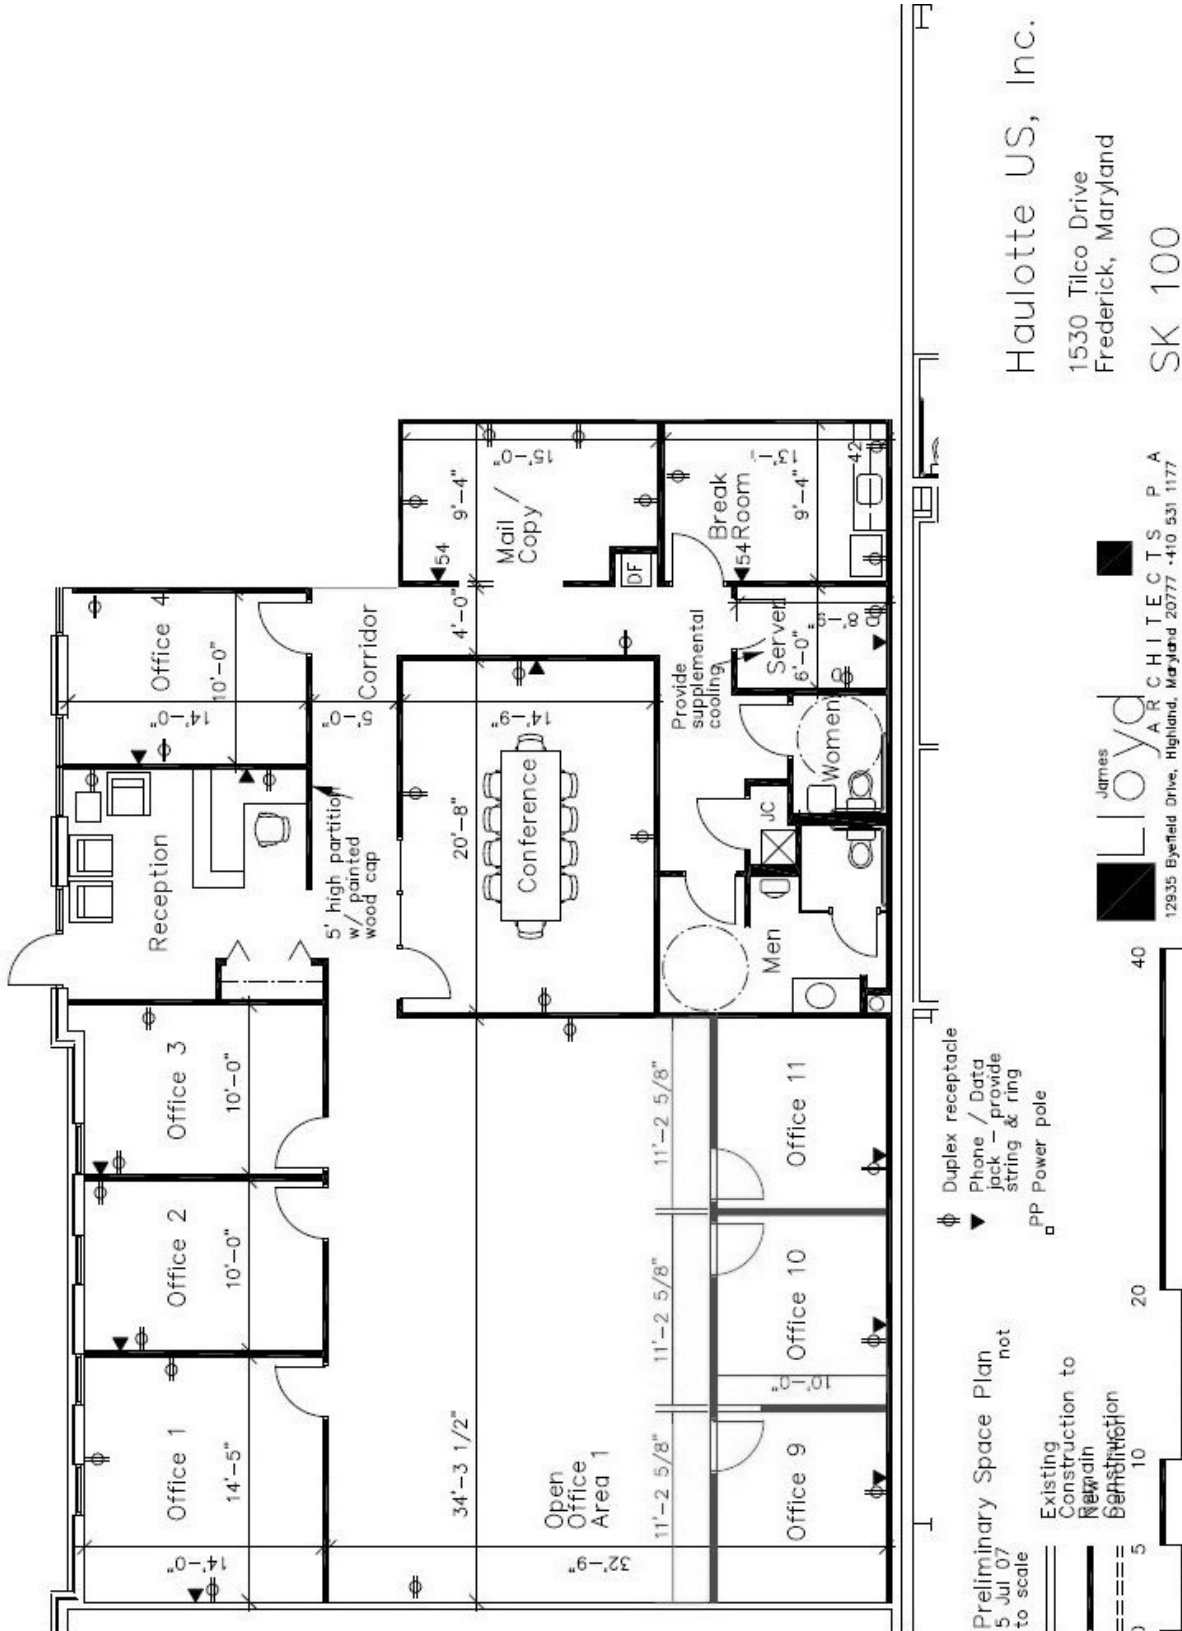 Office 1
14'-5"
14'-0"
Office 2
10'-0"
Office 3
10'-0"
Reception
Office 4
10'-0"
14'-0"
5'-0"
Corridor
5' high partition
w/ painted
wood cap
Conference
20'-8"
14'-9"
4'-0"
Mail /
Copy
9'-4"
15'-0"
54
DF
Break
Room
9'-4"
54
42
Provide
supplemental
cooling
Server
6'-0"
Women
JC
Men
Open
Office
Area 1
34'-3 1/2"
32'-9"
11'-2 5/8"
11'-2 5/8"
11'-2 5/8"
Office 9
Office 10
10'-0"
Office 11
Duplex receptacle
Phone / Data
jack - provide
string & ring
PP Power pole
Preliminary Space Plan
5 Jul 07 not
to scale
Existing
Construction to
Remain
New
Construction
Demolition
0 5 10 20 40
James
Lloyd
ARCHITECTS P A
12935 Byefield Drive, Highland, Maryland 20777 -410 531 1177
Haulotte US, Inc.
1530 Tilco Drive
Frederick, Maryland
SK 100